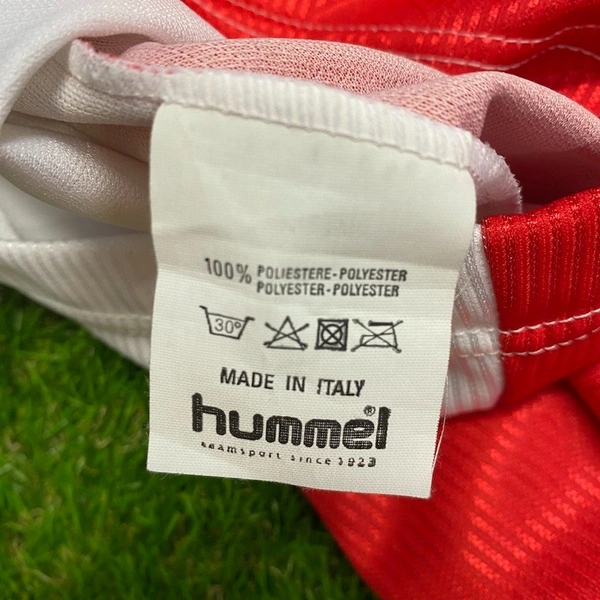 100% POLIESTERE-POLYESTER
POLYESTER-POLYESTER
30°
MADE IN ITALY
hummel®
teamsport since 1923